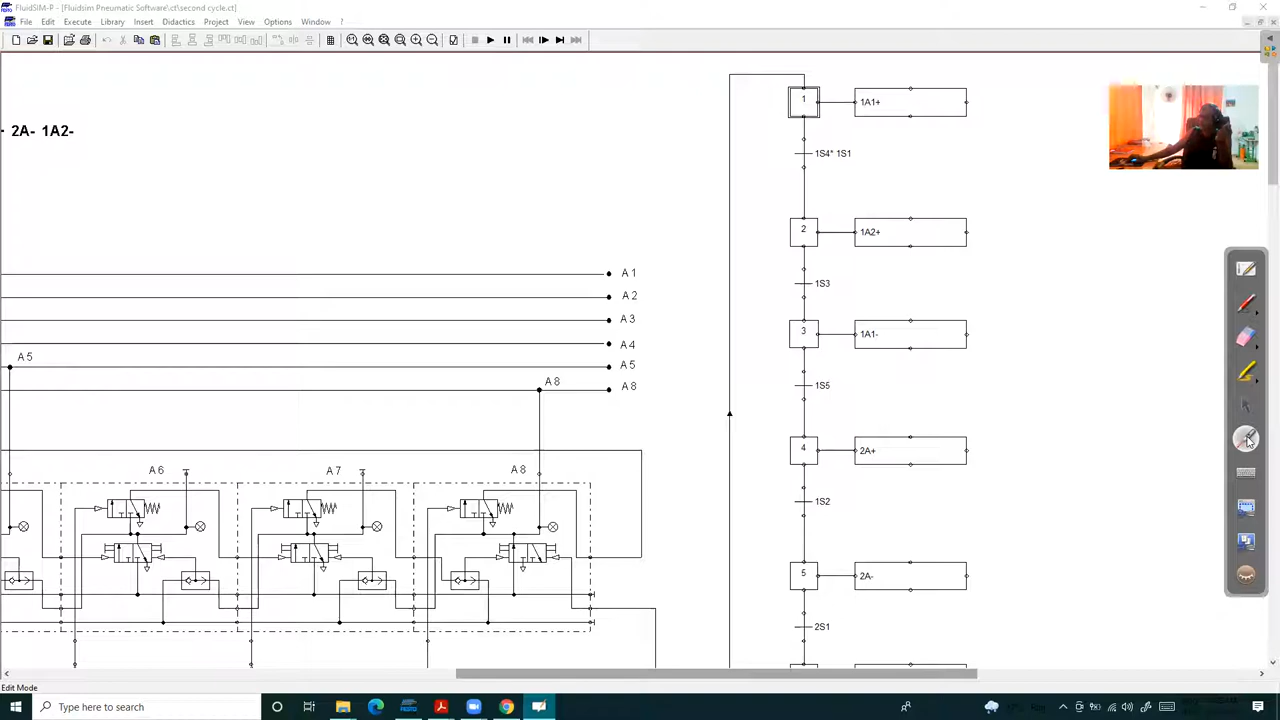 FluidSIM-P - [Fluidsim Pneumatic Software\ct\second cycle.ct]
File Edit Execute Library Insert Didactics Project View Options Window ?
2A- 1A2-
1 1A1+
1S4* 1S1
2 1A2+
1S3
3 1A1-
1S5
4 2A+
1S2
5 2A-
2S1
A 1
A 2
A 3
A 4
A 5 A 5
A 8 A 8
A 6 A 7 A 8
Edit Mode
Type here to search